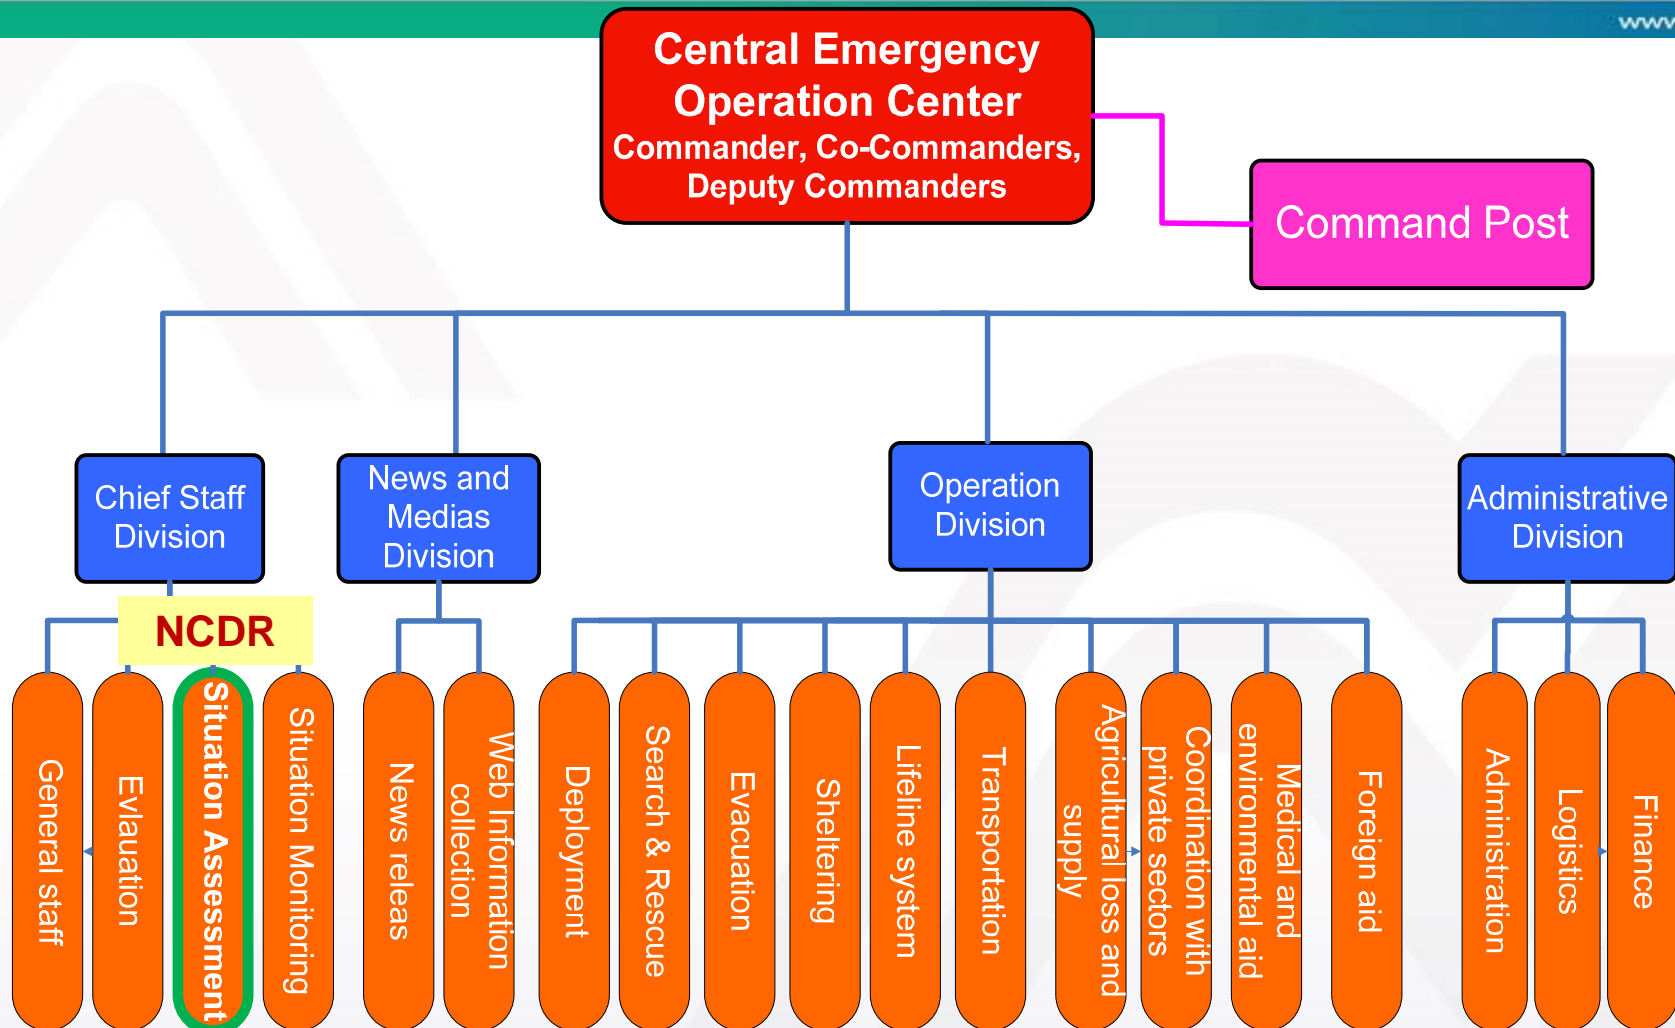 www
Central Emergency
Operation Center
Commander, Co-Commanders,
Deputy Commanders
Command Post
Chief Staff
Division
News and
Medias
Division
Operation
Division
Administrative
Division
NCDR
General staff
Evlauation
Situation Assessment
Situation Monitoring
News releas
Web Information
collection
Deployment
Search & Rescue
Evacuation
Sheltering
Lifeline system
Transportation
Agricultural loss and
supply
Coordination with
private sectors
Medical and
environmental aid
Foreign aid
Administration
Logistics
Finance